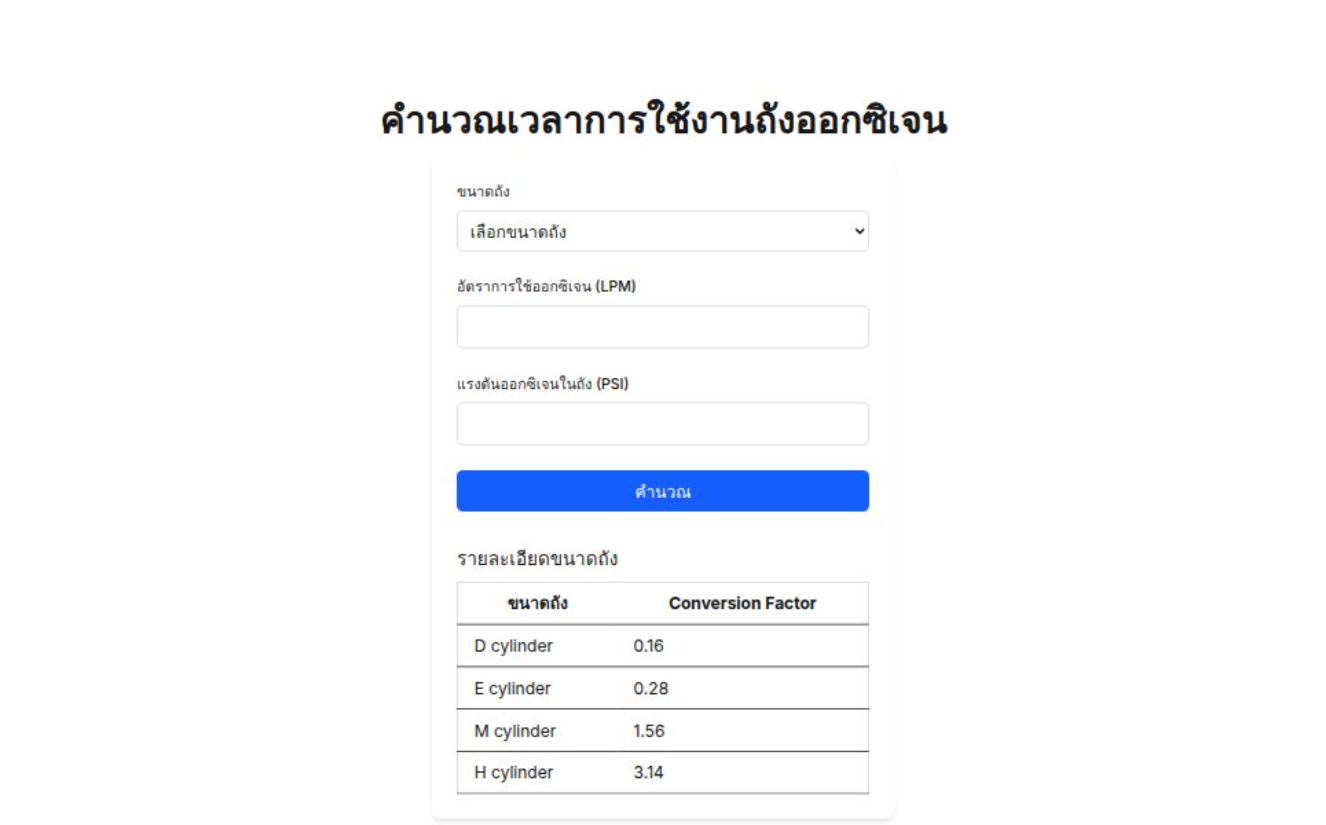 คำนวณเวลาการใช้งานถังออกซิเจน
ขนาดถัง
เลือกขนาดถัง
อัตราการใช้ออกซิเจน (LPM)
แรงดันออกซิเจนในถัง (PSI)
คำนวณ
รายละเอียดขนาดถัง
ขนาดถัง Conversion Factor
D cylinder 0.16
E cylinder 0.28
M cylinder 1.56
H cylinder 3.14